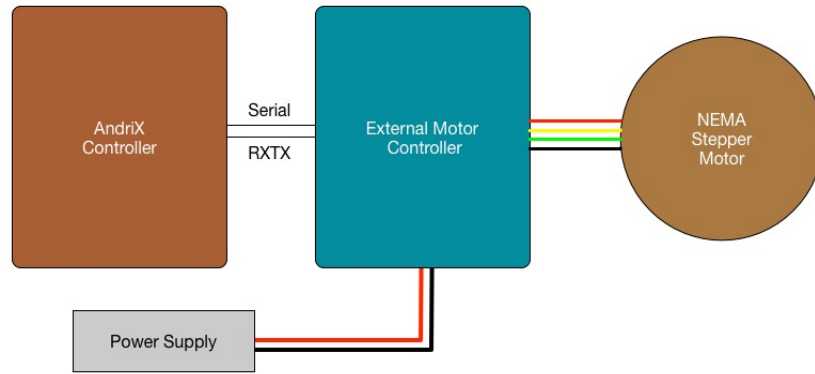 AndriX
Controller
Serial
RXTX
External Motor
Controller
NEMA
Stepper
Motor
Power Supply